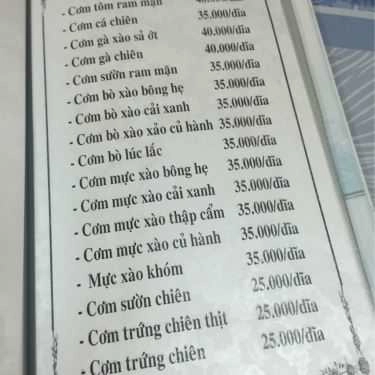 - Cơm tôm ram mặn 40.000/dĩa
- Cơm cá chiên 35.000/dĩa
- Cơm gà xào sả ớt 40.000/dĩa
- Cơm gà chiên 40.000/dĩa
- Cơm sườn ram mặn 35.000/dĩa
- Cơm bò xào bông hẹ 35.000/dĩa
- Cơm bò xào cải xanh 35.000/dĩa
- Cơm bò xảo củ hành 35.000/dĩa
- Cơm bò lúc lắc 35.000/dĩa
- Cơm mực xào bông hẹ 35.000/dĩa
- Cơm mực xào cải xanh 35.000/dĩa
- Cơm mực xào thập cẩm 35.000/dĩa
- Cơm mực xào củ hành 35.000/dĩa
- Mực xào khóm 35.000/dĩa
- Cơm sườn chiên 25.000/dĩa
- Cơm trứng chiên thịt 25.000/dĩa
- Cơm trứng chiên 25.000/dĩa